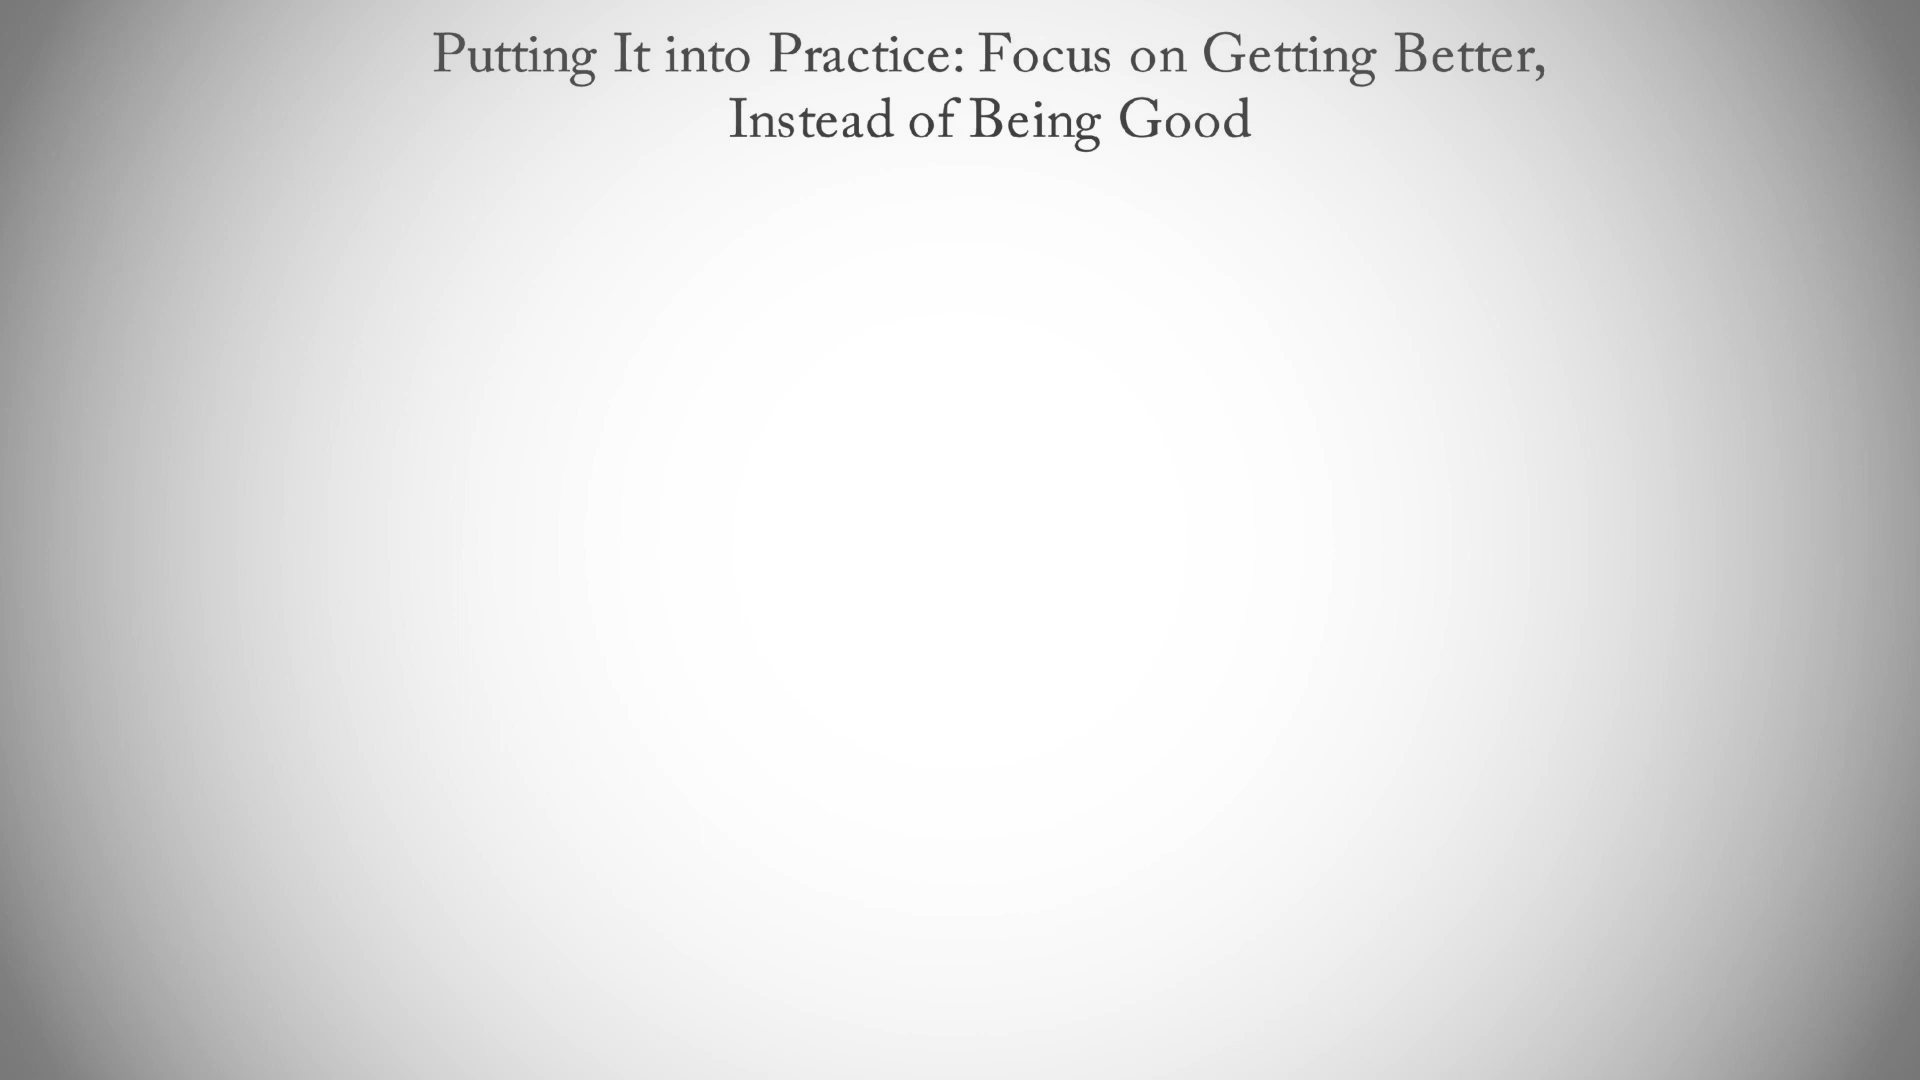 Putting It into Practice: Focus on Getting Better,
Instead of Being Good